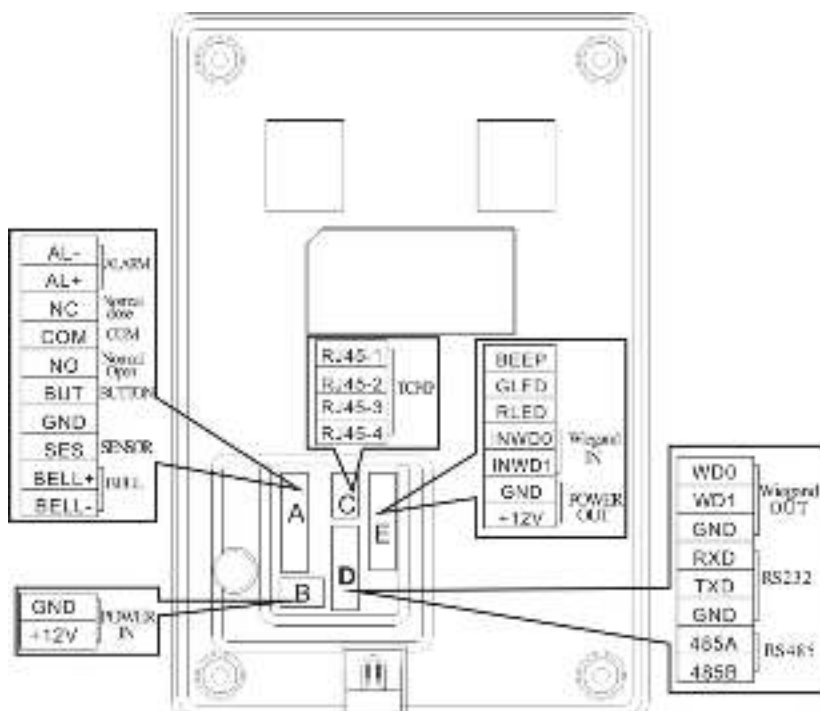 AL-
AL+
ALARM
NC Normal close
COM COM
NO Normal Open
BUT BUTTON
GND
SES SENSOR
BELL+
BELL-
BELL
GND
+12V
POWER IN
RJ45-1
RJ45-2
RJ45-3
RJ45-4
TCP/IP
BEEP
GLED
RLED
INWD0
INWD1
Wiegand IN
GND
+12V
POWER OUT
WD0
WD1
GND
Wiegand OUT
RXD
TXD
GND
RS232
485A
485B
RS485
A
B
C
D
E